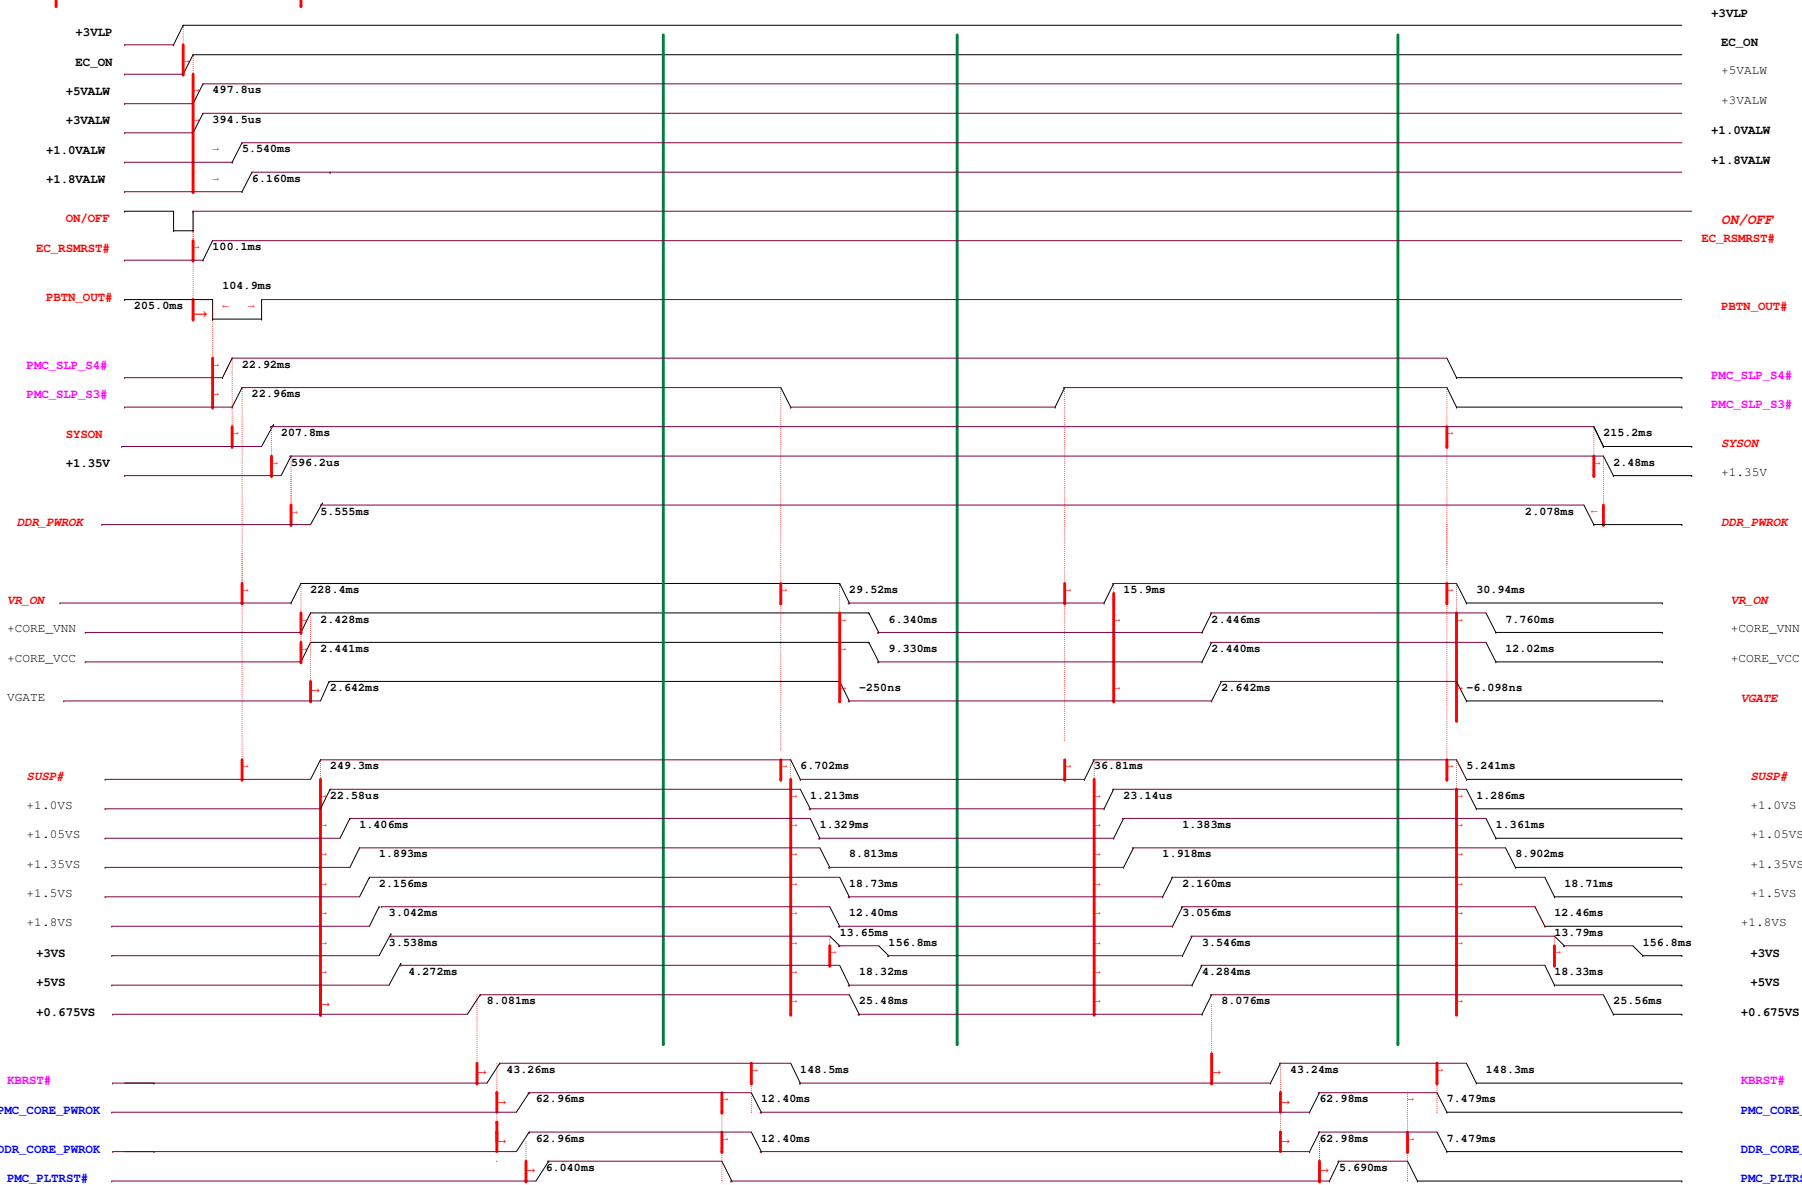 +3VLP +3VLP
EC_ON EC_ON
+5VALW 497.8us +5VALW
+3VALW 394.5us +3VALW
+1.0VALW 5.540ms +1.0VALW
+1.8VALW 6.160ms +1.8VALW
ON/OFF ON/OFF
EC_RSMRST# 100.1ms EC_RSMRST#
104.9ms
PBTN_OUT# 205.0ms PBTN_OUT#
PMC_SLP_S4# 22.92ms PMC_SLP_S4#
PMC_SLP_S3# 22.96ms PMC_SLP_S3#
SYSON 207.8ms 215.2ms SYSON
+1.35V 596.2us 2.48ms +1.35V
DDR_PWROK 5.555ms 2.078ms DDR_PWROK
VR_ON 228.4ms 29.52ms 15.9ms 30.94ms VR_ON
+CORE_VNN 2.428ms 6.340ms 2.446ms 7.760ms +CORE_VNN
+CORE_VCC 2.441ms 9.330ms 2.440ms 12.02ms +CORE_VCC
VGATE 2.642ms -250ns 2.642ms -6.098ns VGATE
SUSP# 249.3ms 6.702ms 36.81ms 5.241ms SUSP#
+1.0VS 22.58us 1.213ms 23.14us 1.286ms +1.0VS
+1.05VS 1.406ms 1.329ms 1.383ms 1.361ms +1.05VS
+1.35VS 1.893ms 8.813ms 1.918ms 8.902ms +1.35VS
+1.5VS 2.156ms 18.73ms 2.160ms 18.71ms +1.5VS
+1.8VS 3.042ms 12.40ms 3.056ms 12.46ms +1.8VS
13.65ms 13.79ms
+3VS 3.538ms 156.8ms 3.546ms 156.8ms +3VS
+5VS 4.272ms 18.32ms 4.284ms 18.33ms +5VS
+0.675VS 8.081ms 25.48ms 8.076ms 25.56ms +0.675VS
KBRST# 43.26ms 148.5ms 43.24ms 148.3ms KBRST#
PMC_CORE_PWROK 62.96ms 12.40ms 62.98ms 7.479ms PMC_CORE_
DDR_CORE_PWROK 62.96ms 12.40ms 62.98ms 7.479ms DDR_CORE_
PMC_PLTRST# 6.040ms 5.690ms PMC_PLTRS